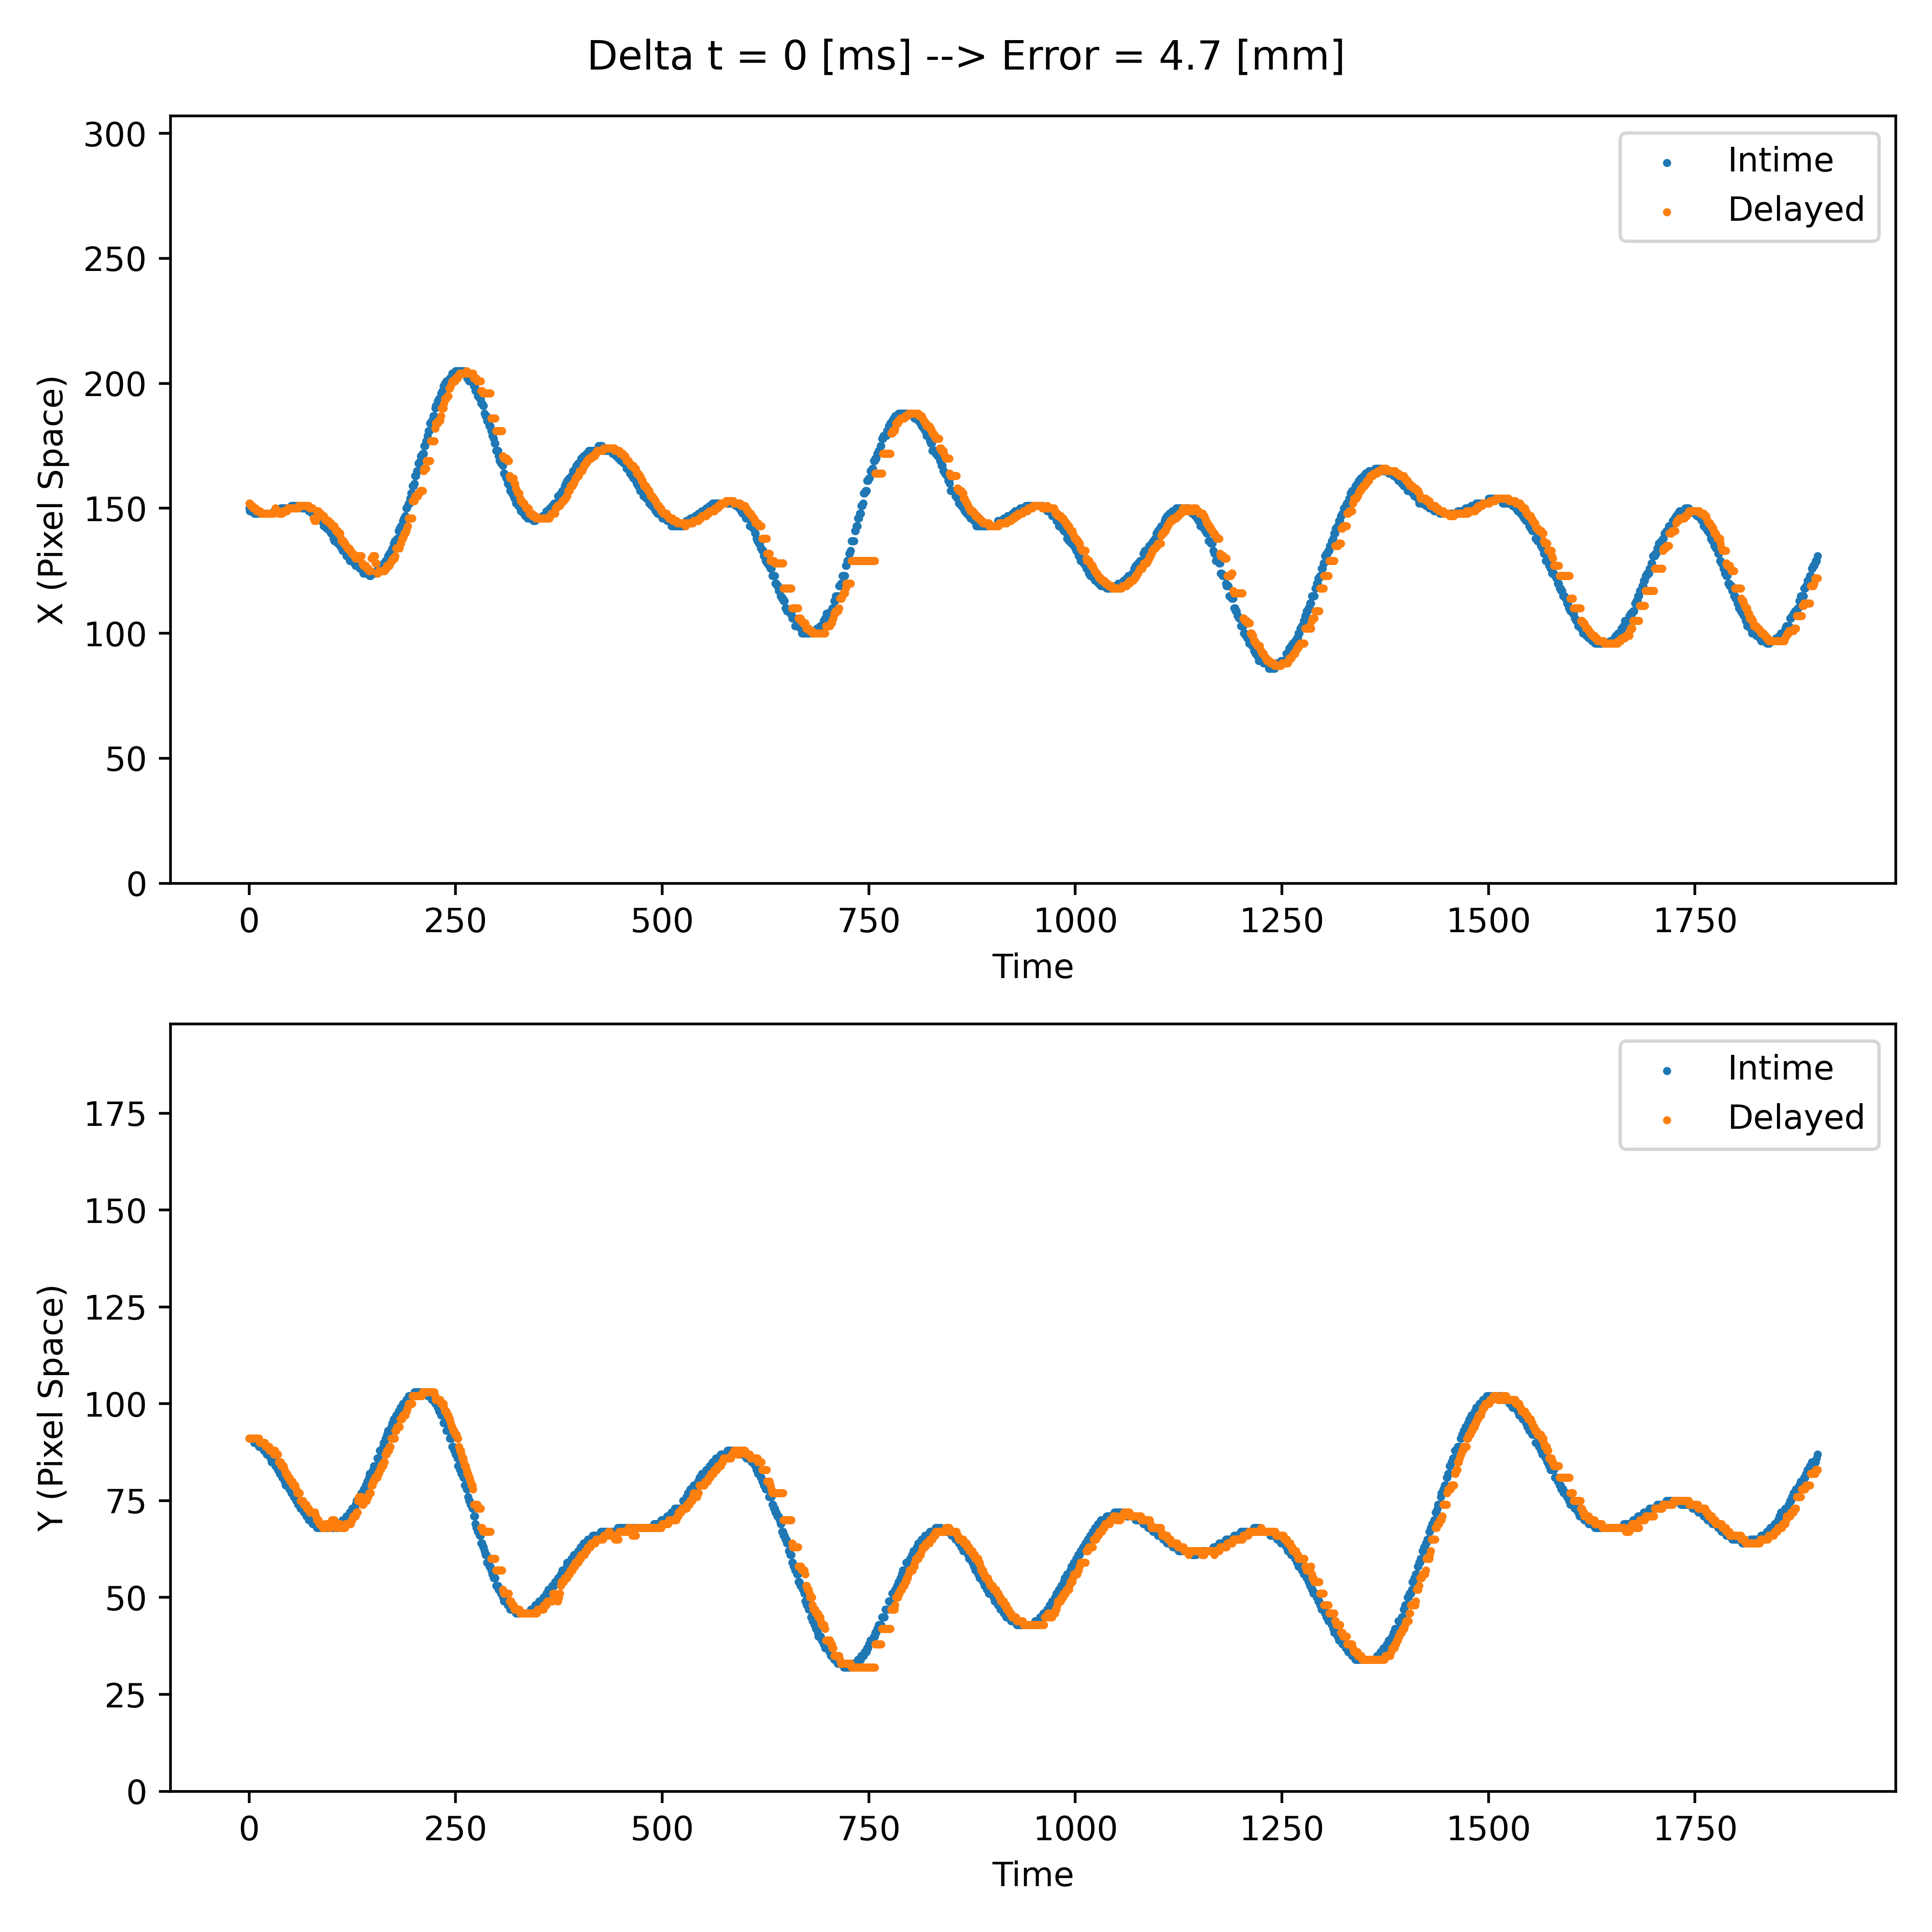 Delta t = 0 [ms] --> Error = 4.7 [mm]
300
250
200
150
100
50
0
X (Pixel Space)
Intime
Delayed
0 250 500 750 1000 1250 1500 1750
Time
175
150
125
100
75
50
25
0
Y (Pixel Space)
Intime
Delayed
0 250 500 750 1000 1250 1500 1750
Time